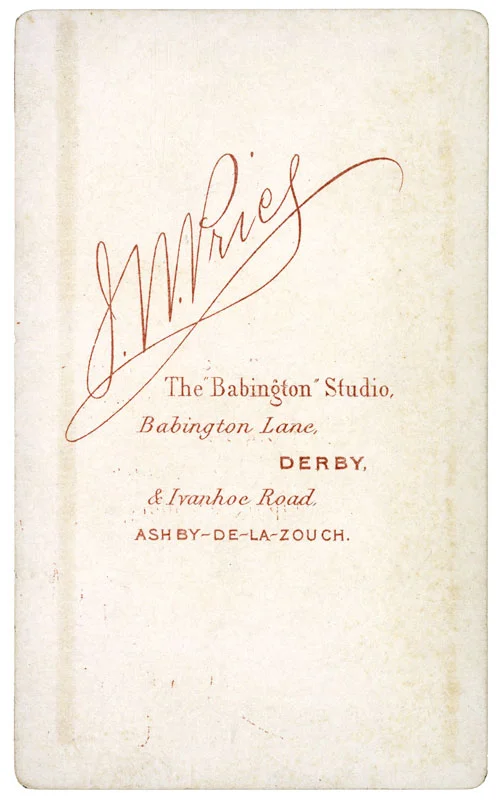 J. W. Price
The "Babington" Studio,
Babington Lane,
DERBY,
& Ivanhoe Road,
ASHBY-DE-LA-ZOUCH.